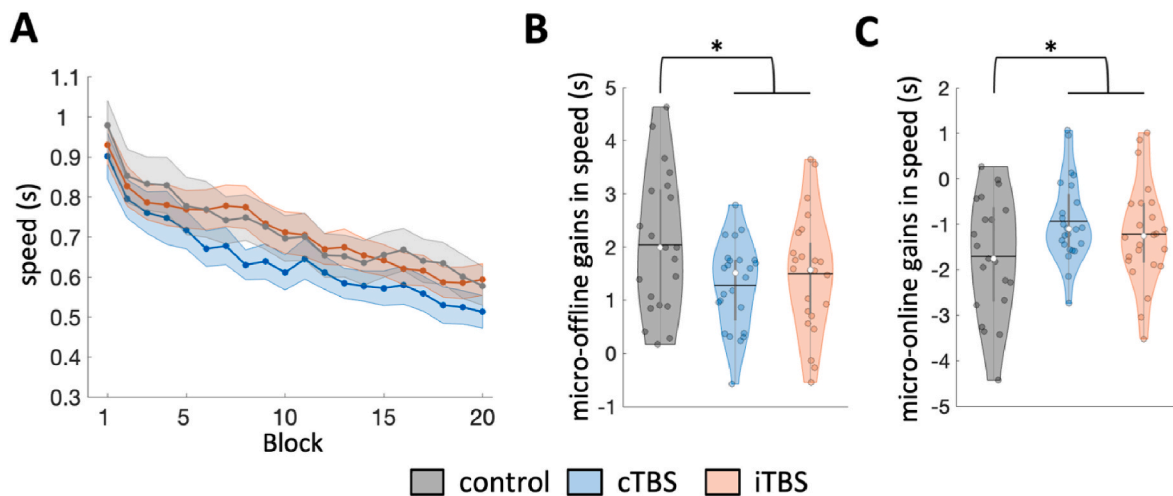 A
speed (s)
1.1
1
0.9
0.8
0.7
0.6
0.5
0.4
0.3
1 5 10 15 20
Block
B
*
micro-offline gains in speed (s)
5
4
3
2
1
0
-1
C
*
micro-online gains in speed (s)
2
1
0
-1
-2
-3
-4
-5
control cTBS iTBS